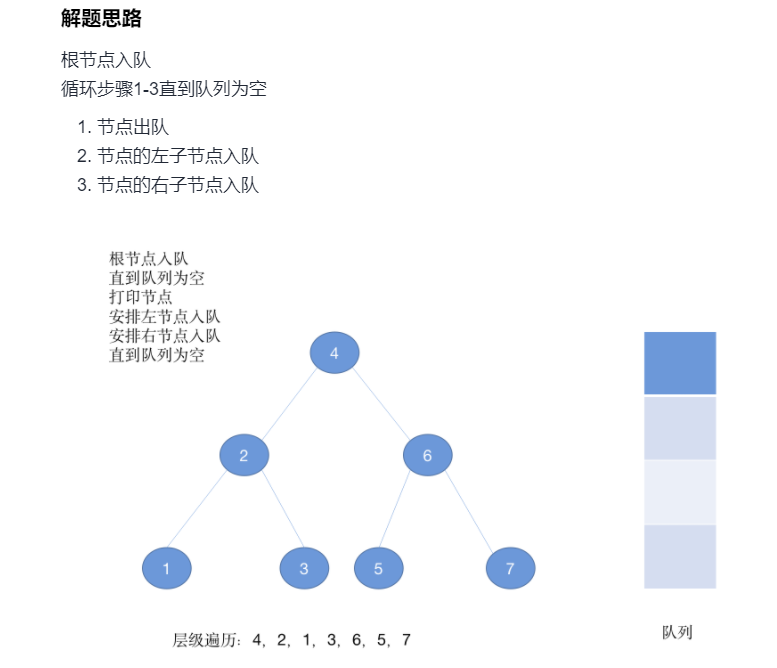 解题思路
根节点入队
循环步骤1-3直到队列为空
1. 节点出队
2. 节点的左子节点入队
3. 节点的右子节点入队
根节点入队
直到队列为空
打印节点
安排左节点入队
安排右节点入队
直到队列为空
4
2
6
1
3
5
7
层级遍历：4，2，1，3，6，5，7
队列